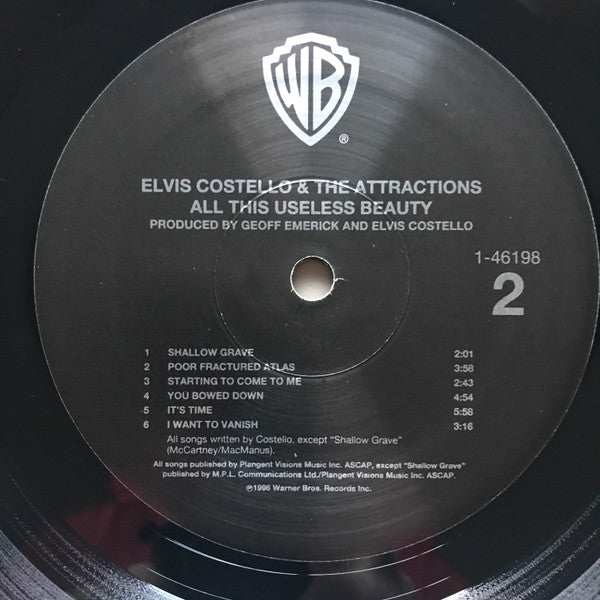 WB
®
ELVIS COSTELLO & THE ATTRACTIONS
ALL THIS USELESS BEAUTY
PRODUCED BY GEOFF EMERICK AND ELVIS COSTELLO
1-46198
2
1 SHALLOW GRAVE 2:01
2 POOR FRACTURED ATLAS 3:58
3 STARTING TO COME TO ME 2:43
4 YOU BOWED DOWN 4:54
5 IT'S TIME 5:58
6 I WANT TO VANISH 3:16
All songs written by Costello, except "Shallow Grave"
(McCartney/MacManus).
All songs published by Plangent Visions Music Inc. ASCAP, except "Shallow Grave"
published by M.P.L. Communications Ltd./Plangent Visions Music Inc. ASCAP.
℗1996 Warner Bros. Records Inc.